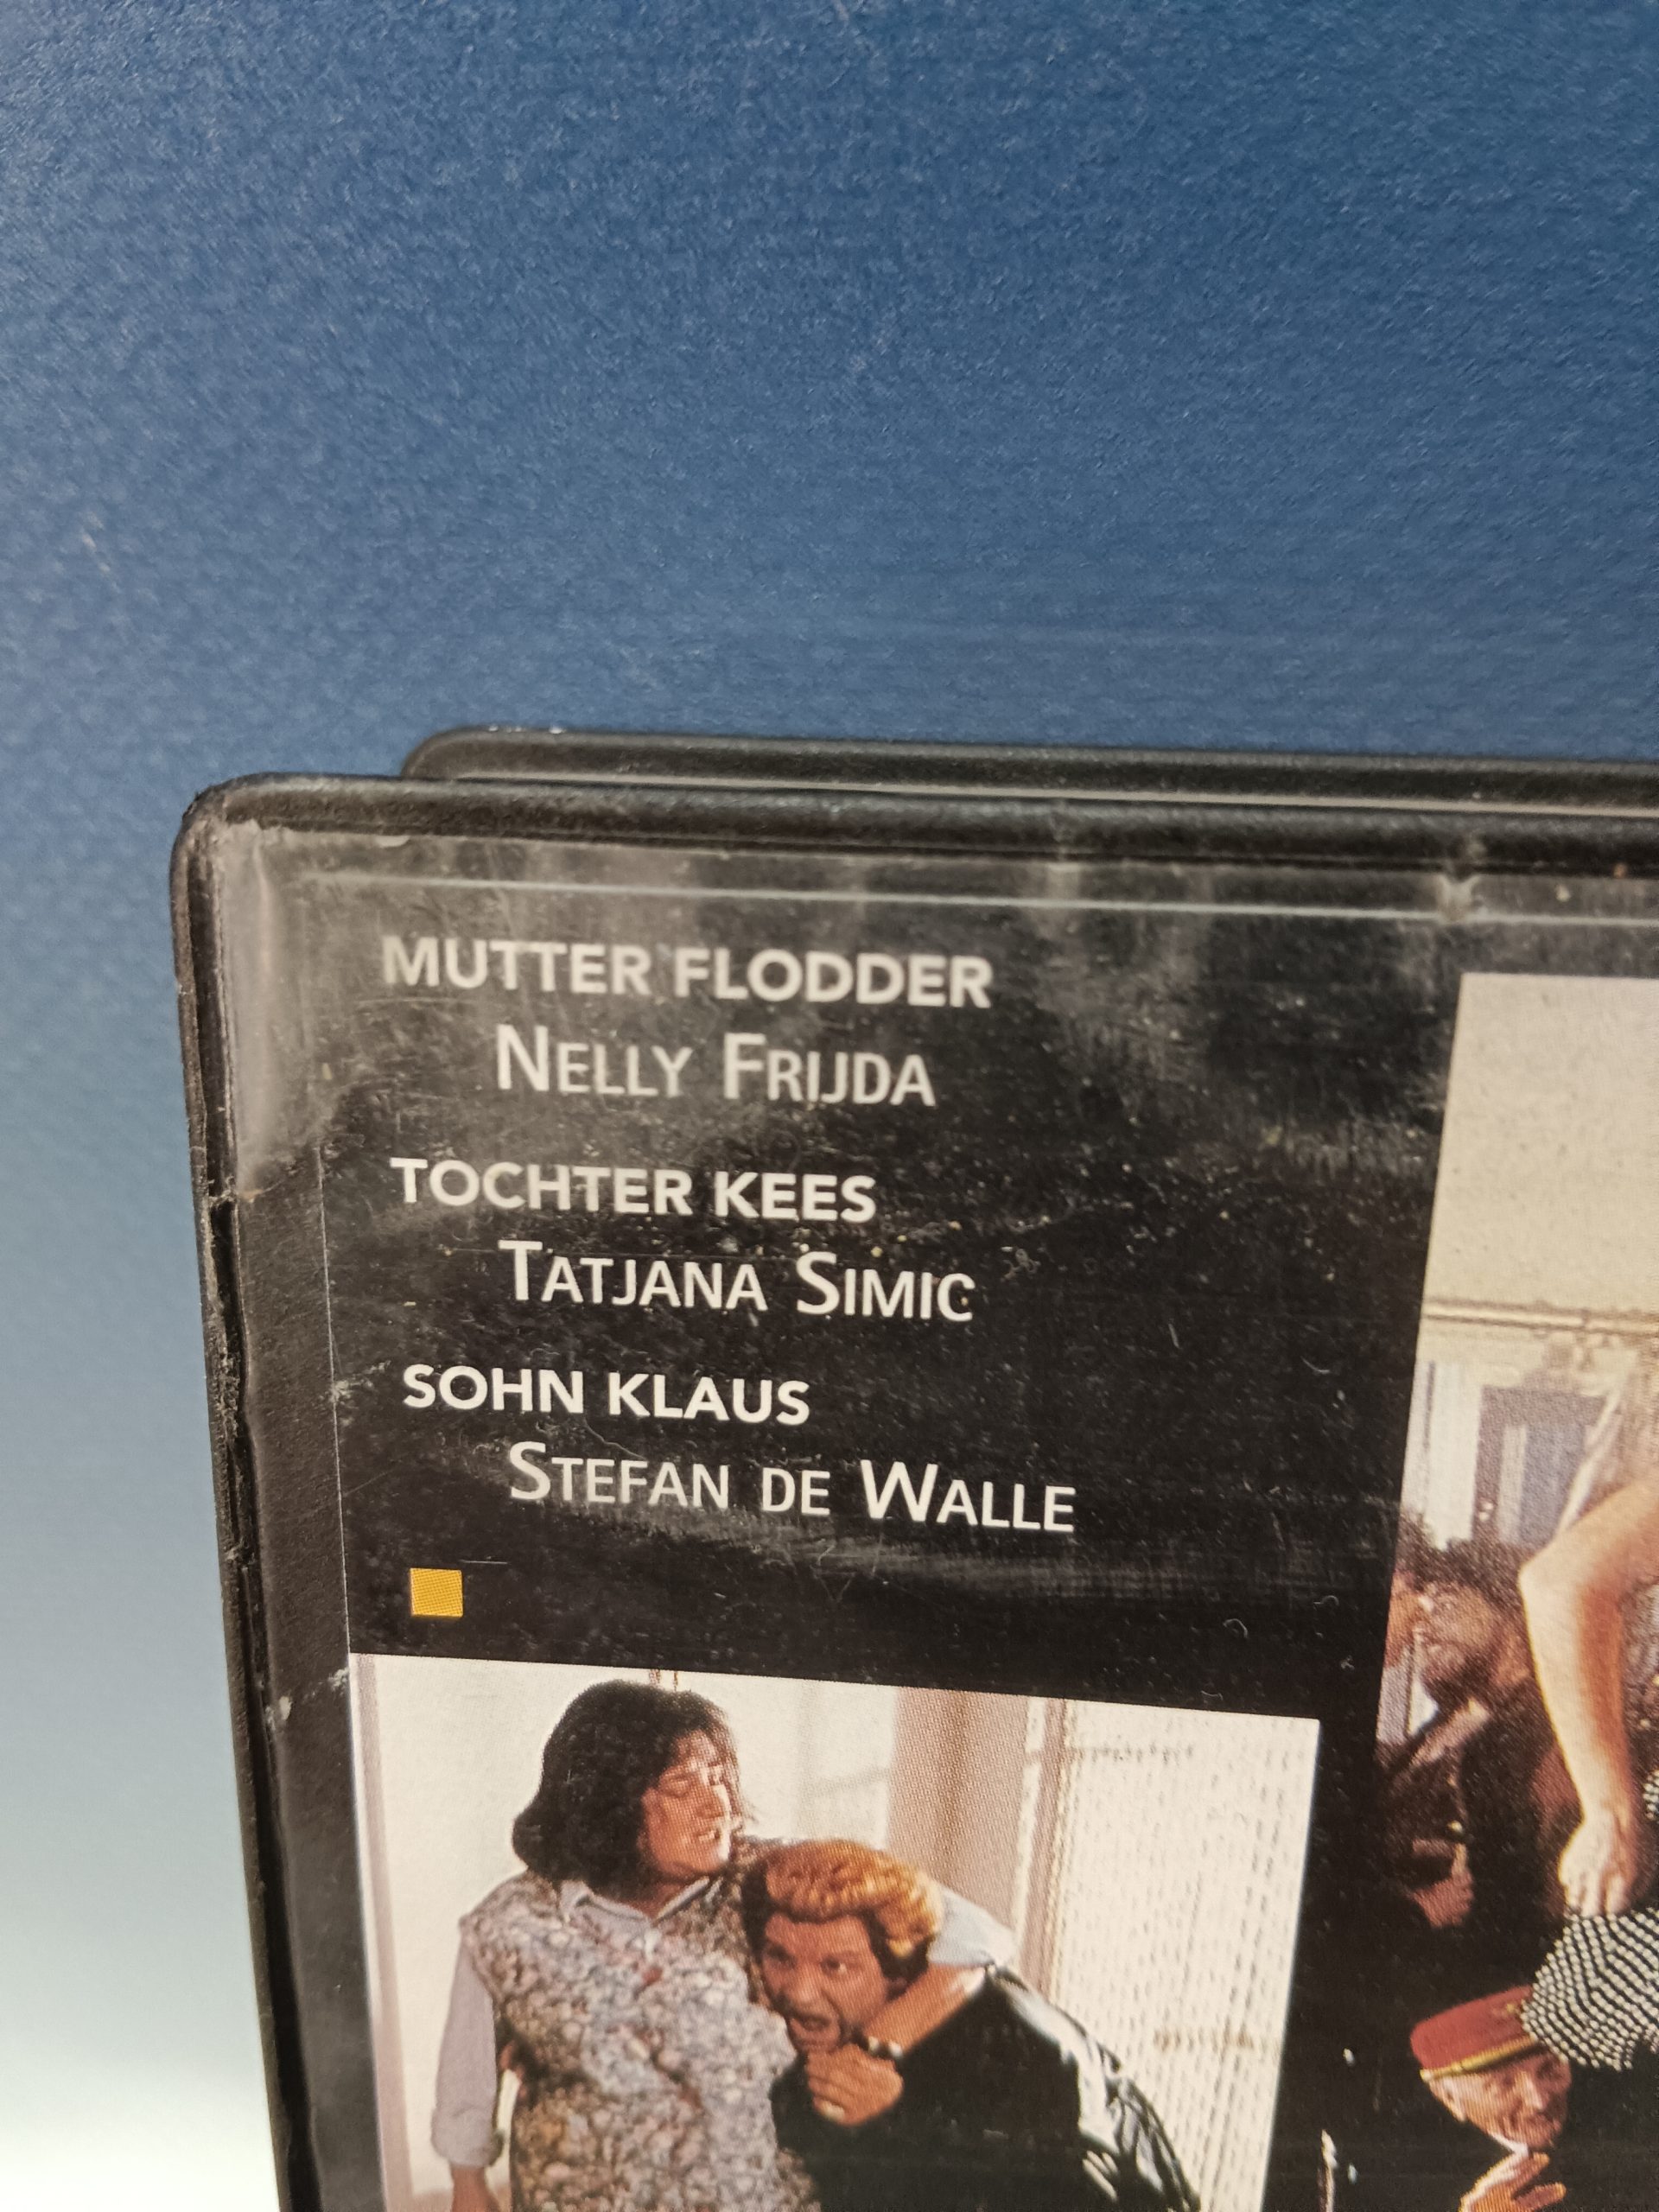 MUTTER FLODDER
NELLY FRIJDA
TOCHTER KEES
TATJANA SIMIC
SOHN KLAUS
STEFAN DE WALLE